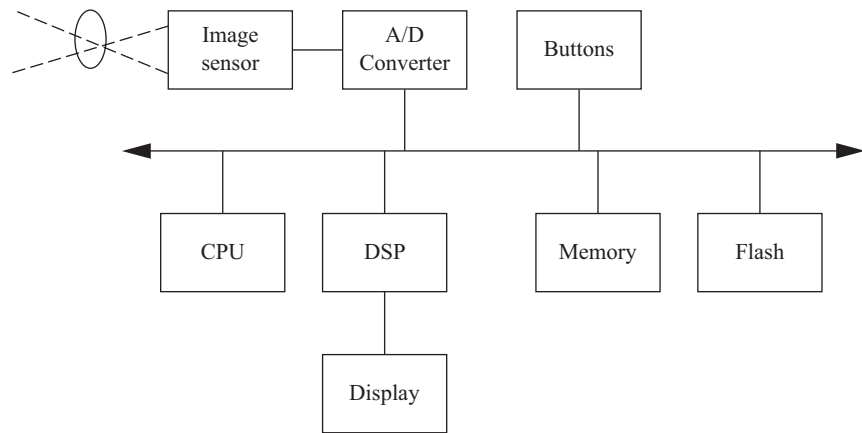 Image
sensor
A/D
Converter
Buttons
CPU
DSP
Memory
Flash
Display